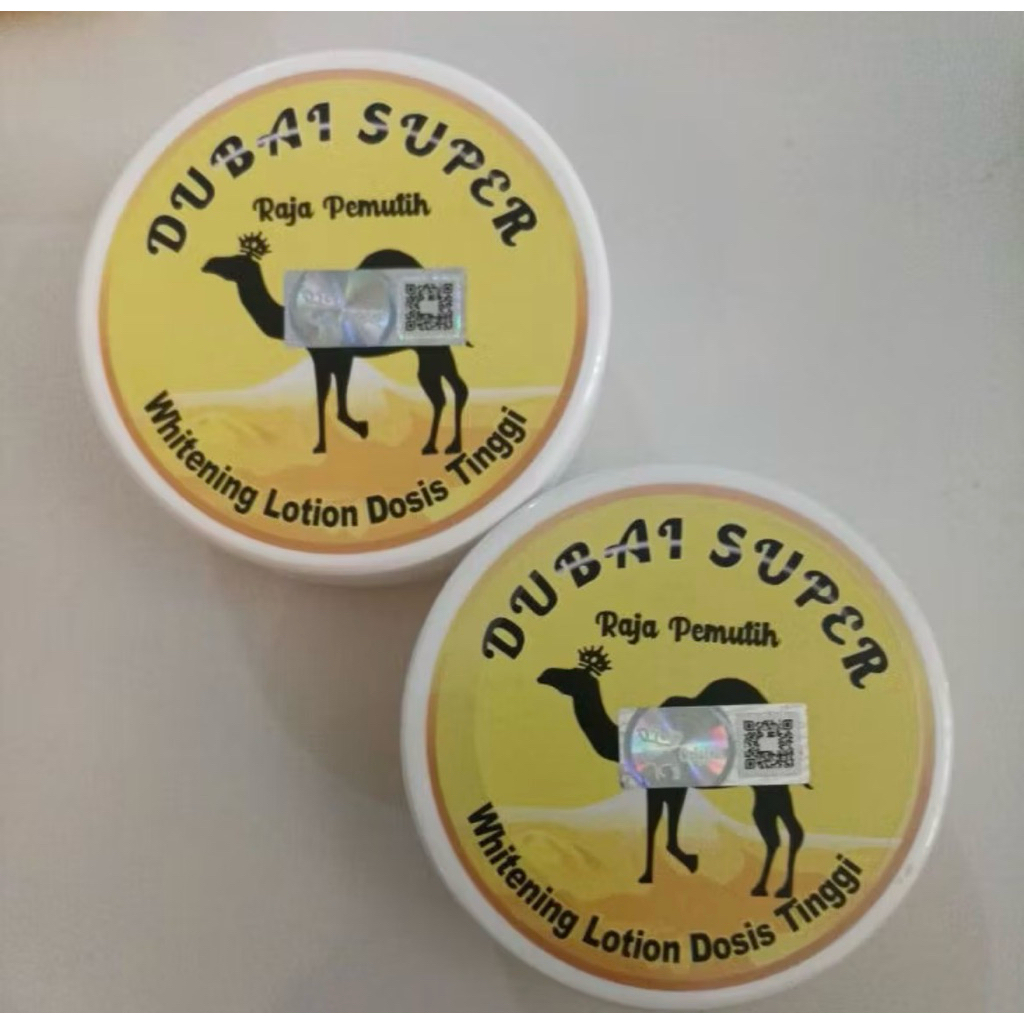 DUBAI SUPER
Raja Pemutih
Whitening Lotion Dosis Tinggi
DUBAI SUPER
Raja Pemutih
Whitening Lotion Dosis Tinggi